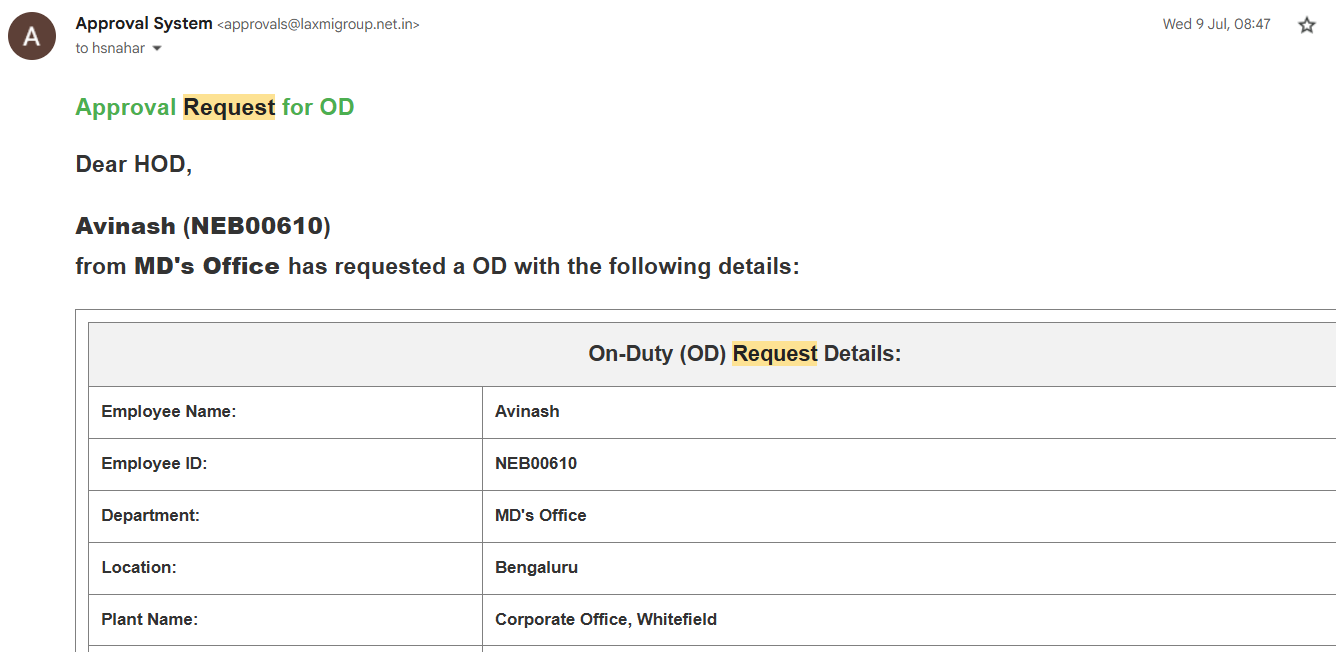 A
Approval System <approvals@laxmigroup.net.in>
Wed 9 Jul, 08:47
to hsnahar
Approval Request for OD
Dear HOD,
Avinash (NEB00610)
from MD's Office has requested a OD with the following details:
On-Duty (OD) Request Details:
Employee Name: Avinash
Employee ID: NEB00610
Department: MD's Office
Location: Bengaluru
Plant Name: Corporate Office, Whitefield